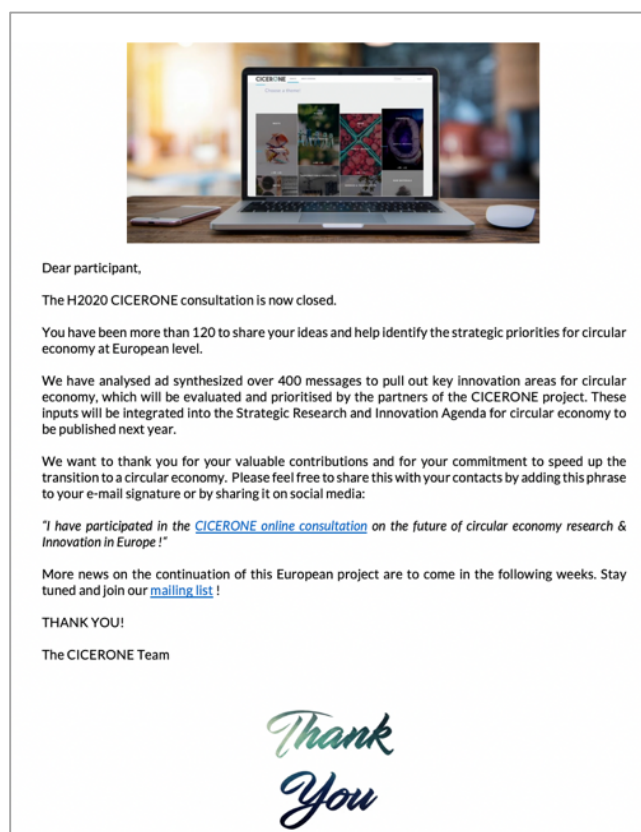 CICERONE
Choose a theme
Dear participant,
The H2020 CICERONE consultation is now closed.
You have been more than 120 to share your ideas and help identify the strategic priorities for circular
economy at European level.
We have analysed ad synthesized over 400 messages to pull out key innovation areas for circular
economy, which will be evaluated and prioritised by the partners of the CICERONE project. These
inputs will be integrated into the Strategic Research and Innovation Agenda for circular economy to
be published next year.
We want to thank you for your valuable contributions and for your commitment to speed up the
transition to a circular economy. Please feel free to share this with your contacts by adding this phrase
to your e-mail signature or by sharing it on social media:
"I have participated in the CICERONE online consultation on the future of circular economy research &
Innovation in Europe !"
More news on the continuation of this European project are to come in the following weeks. Stay
tuned and join our mailing list !
THANK YOU!
The CICERONE Team
Thank
You